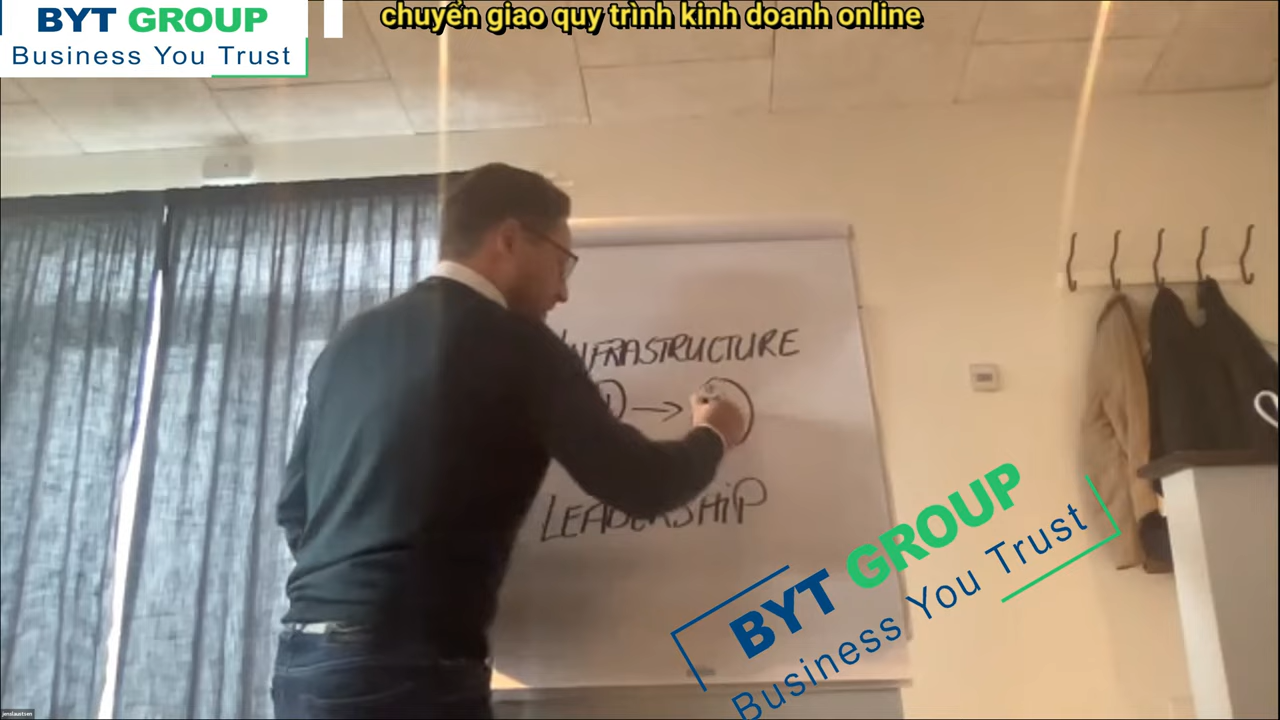 chuyển giao quy trình kinh doanh online
BYT GROUP
Business You Trust
INFRASTRUCTURE
LEADERSHIP
BYT GROUP
Business You Trust